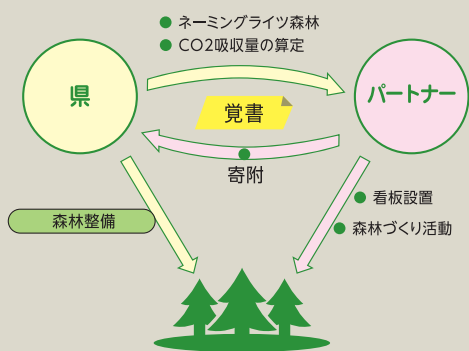 ネーミングライツ森林
CO2吸収量の算定
県
パートナー
覚書
寄附
看板設置
森林整備
森林づくり活動